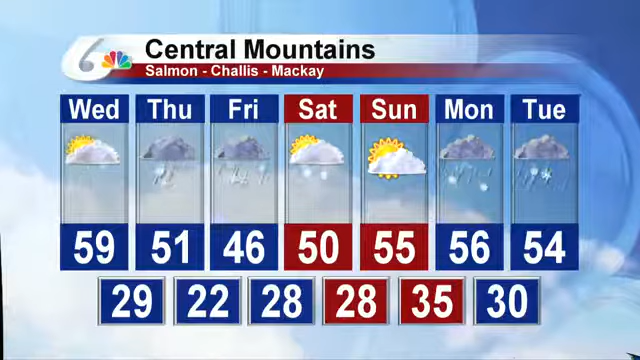 6
Central Mountains
Salmon - Challis - Mackay
Wed Thu Fri Sat Sun Mon Tue
59 51 46 50 55 56 54
29 22 28 28 35 30